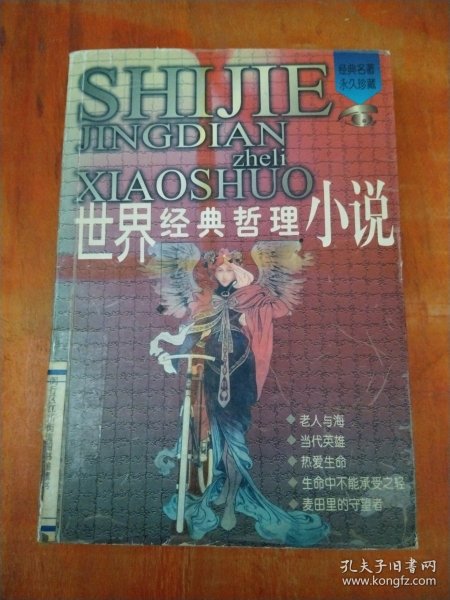 SHIJIE
JINGDIAN
zheli
XIAOSHUO
经典名著
永久珍藏
世界经典哲理小说
老人与海
当代英雄
热爱生命
生命中不能承受之轻
麦田里的守望者
孔夫子旧书网
www.kongfz.com